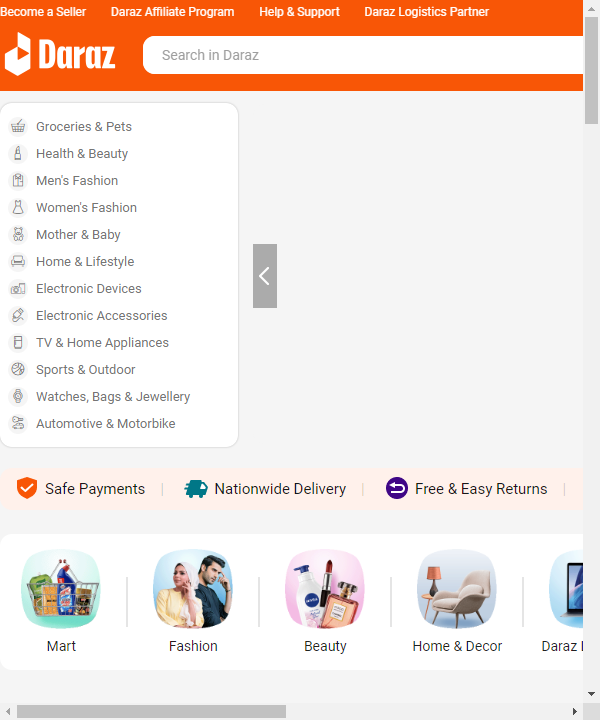 Become a Seller
Daraz Affiliate Program
Help & Support
Daraz Logistics Partner
Daraz
Search in Daraz
Groceries & Pets
Health & Beauty
Men's Fashion
Women's Fashion
Mother & Baby
Home & Lifestyle
Electronic Devices
Electronic Accessories
TV & Home Appliances
Sports & Outdoor
Watches, Bags & Jewellery
Automotive & Motorbike
Safe Payments
Nationwide Delivery
Free & Easy Returns
NIVEA
Mart
Fashion
Beauty
Home & Decor
Daraz